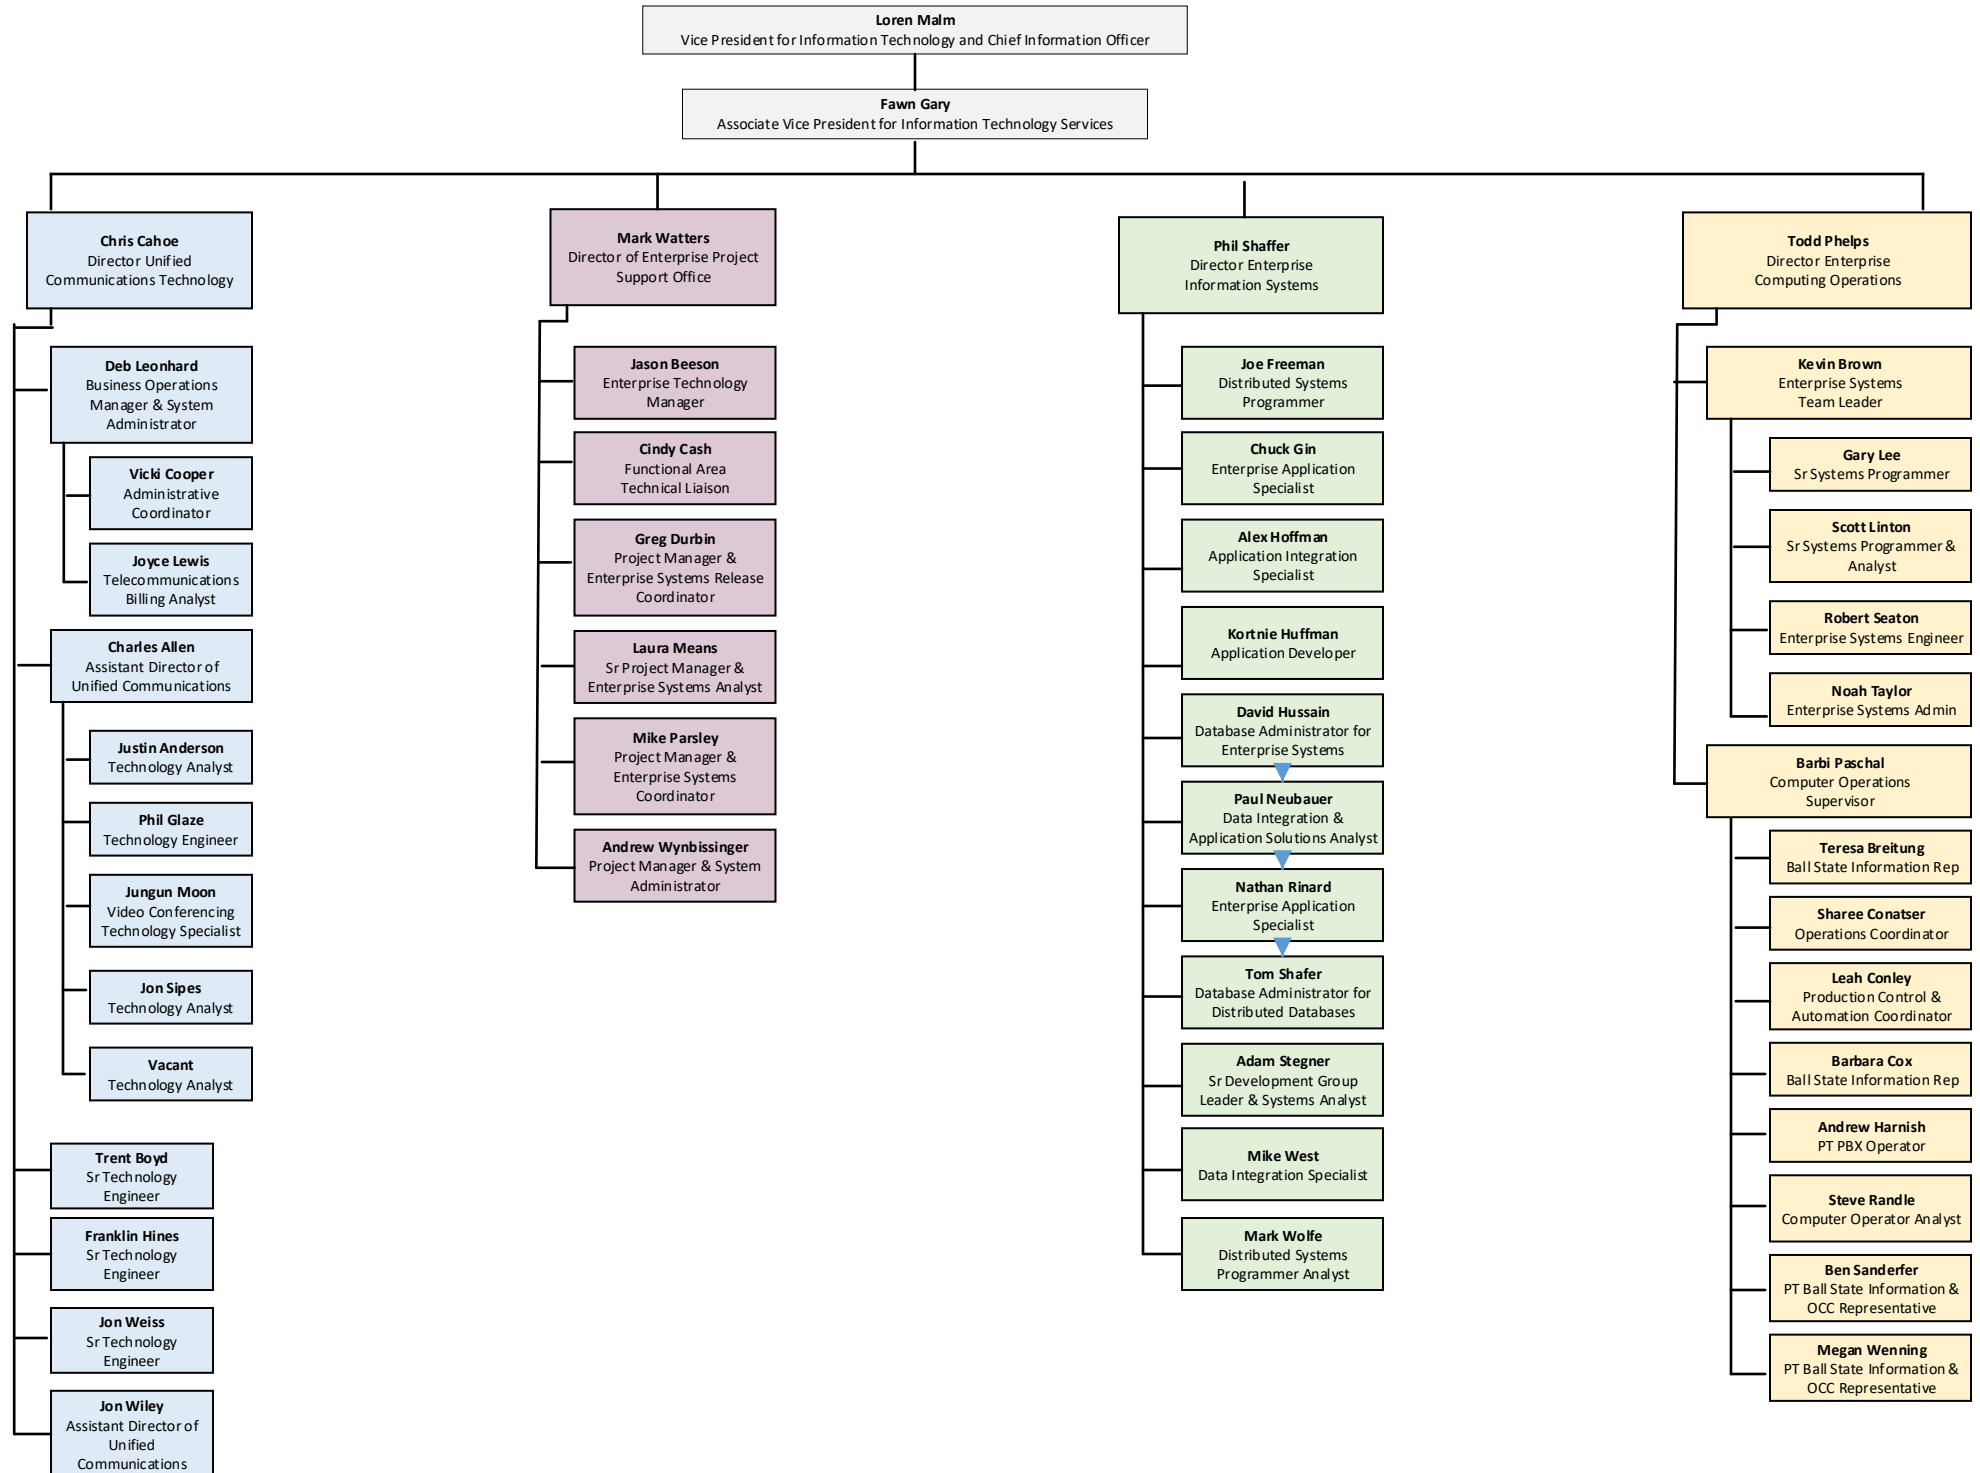 Loren Malm
Vice President for Information Technology and Chief Information Officer
Fawn Gary
Associate Vice President for Information Technology Services
Chris Cahoe
Director Unified
Communications Technology
Deb Leonhard
Business Operations
Manager & System
Administrator
Vicki Cooper
Administrative
Coordinator
Joyce Lewis
Telecommunications
Billing Analyst
Charles Allen
Assistant Director of
Unified Communications
Justin Anderson
Technology Analyst
Phil Glaze
Technology Engineer
Jungun Moon
Video Conferencing
Technology Specialist
Jon Sipes
Technology Analyst
Vacant
Technology Analyst
Trent Boyd
Sr Technology
Engineer
Franklin Hines
Sr Technology
Engineer
Jon Weiss
Sr Technology
Engineer
Jon Wiley
Assistant Director of
Unified
Communications
Mark Watters
Director of Enterprise Project
Support Office
Jason Beeson
Enterprise Technology
Manager
Cindy Cash
Functional Area
Technical Liaison
Greg Durbin
Project Manager &
Enterprise Systems Release
Coordinator
Laura Means
Sr Project Manager &
Enterprise Systems Analyst
Mike Parsley
Project Manager &
Enterprise Systems
Coordinator
Andrew Wynbissinger
Project Manager & System
Administrator
Phil Shaffer
Director Enterprise
Information Systems
Joe Freeman
Distributed Systems
Programmer
Chuck Gin
Enterprise Application
Specialist
Alex Hoffman
Application Integration
Specialist
Kortnie Huffman
Application Developer
David Hussain
Database Administrator for
Enterprise Systems
Paul Neubauer
Data Integration &
Application Solutions Analyst
Nathan Rinard
Enterprise Application
Specialist
Tom Shafer
Database Administrator for
Distributed Databases
Adam Stegner
Sr Development Group
Leader & Systems Analyst
Mike West
Data Integration Specialist
Mark Wolfe
Distributed Systems
Programmer Analyst
Todd Phelps
Director Enterprise
Computing Operations
Kevin Brown
Enterprise Systems
Team Leader
Gary Lee
Sr Systems Programmer
Scott Linton
Sr Systems Programmer &
Analyst
Robert Seaton
Enterprise Systems Engineer
Noah Taylor
Enterprise Systems Admin
Barbi Paschal
Computer Operations
Supervisor
Teresa Breitung
Ball State Information Rep
Sharee Conatser
Operations Coordinator
Leah Conley
Production Control &
Automation Coordinator
Barbara Cox
Ball State Information Rep
Andrew Harnish
PT PBX Operator
Steve Randle
Computer Operator Analyst
Ben Sanderfer
PT Ball State Information &
OCC Representative
Megan Wenning
PT Ball State Information &
OCC Representative